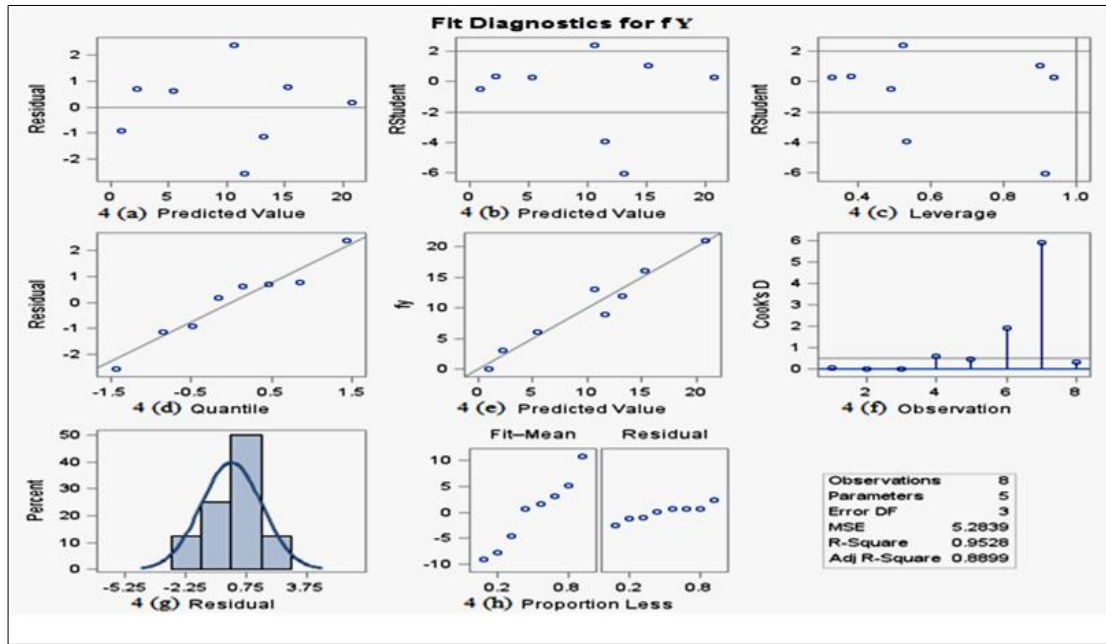 Fit Diagnostics for f Y
Residual
2
1
0
-1
-2
0 5 10 15 20
4 (a) Predicted Value
RStudent
2
0
-2
-4
-6
0 5 10 15 20
4 (b) Predicted Value
RStudent
2
0
-2
-4
-6
0.4 0.6 0.8 1.0
4 (c) Leverage
Residual
2
1
0
-1
-2
-1.5 -0.5 0.5 1.5
4 (d) Quantile
fy
20
15
10
5
0
0 5 10 15 20
4 (e) Predicted Value
Cook's D
6
5
4
3
2
1
0
2 4 6 8
4 (f) Observation
Percent
50
40
30
20
10
0
-5.25 -2.25 0.75 3.75
4 (g) Residual
Fit–Mean Residual
10
5
0
-5
-10
0.2 0.8 0.2 0.8
4 (h) Proportion Less
Observations 8
Parameters 5
Error DF 3
MSE 5.2839
R-Square 0.9528
Adj R-Square 0.8899